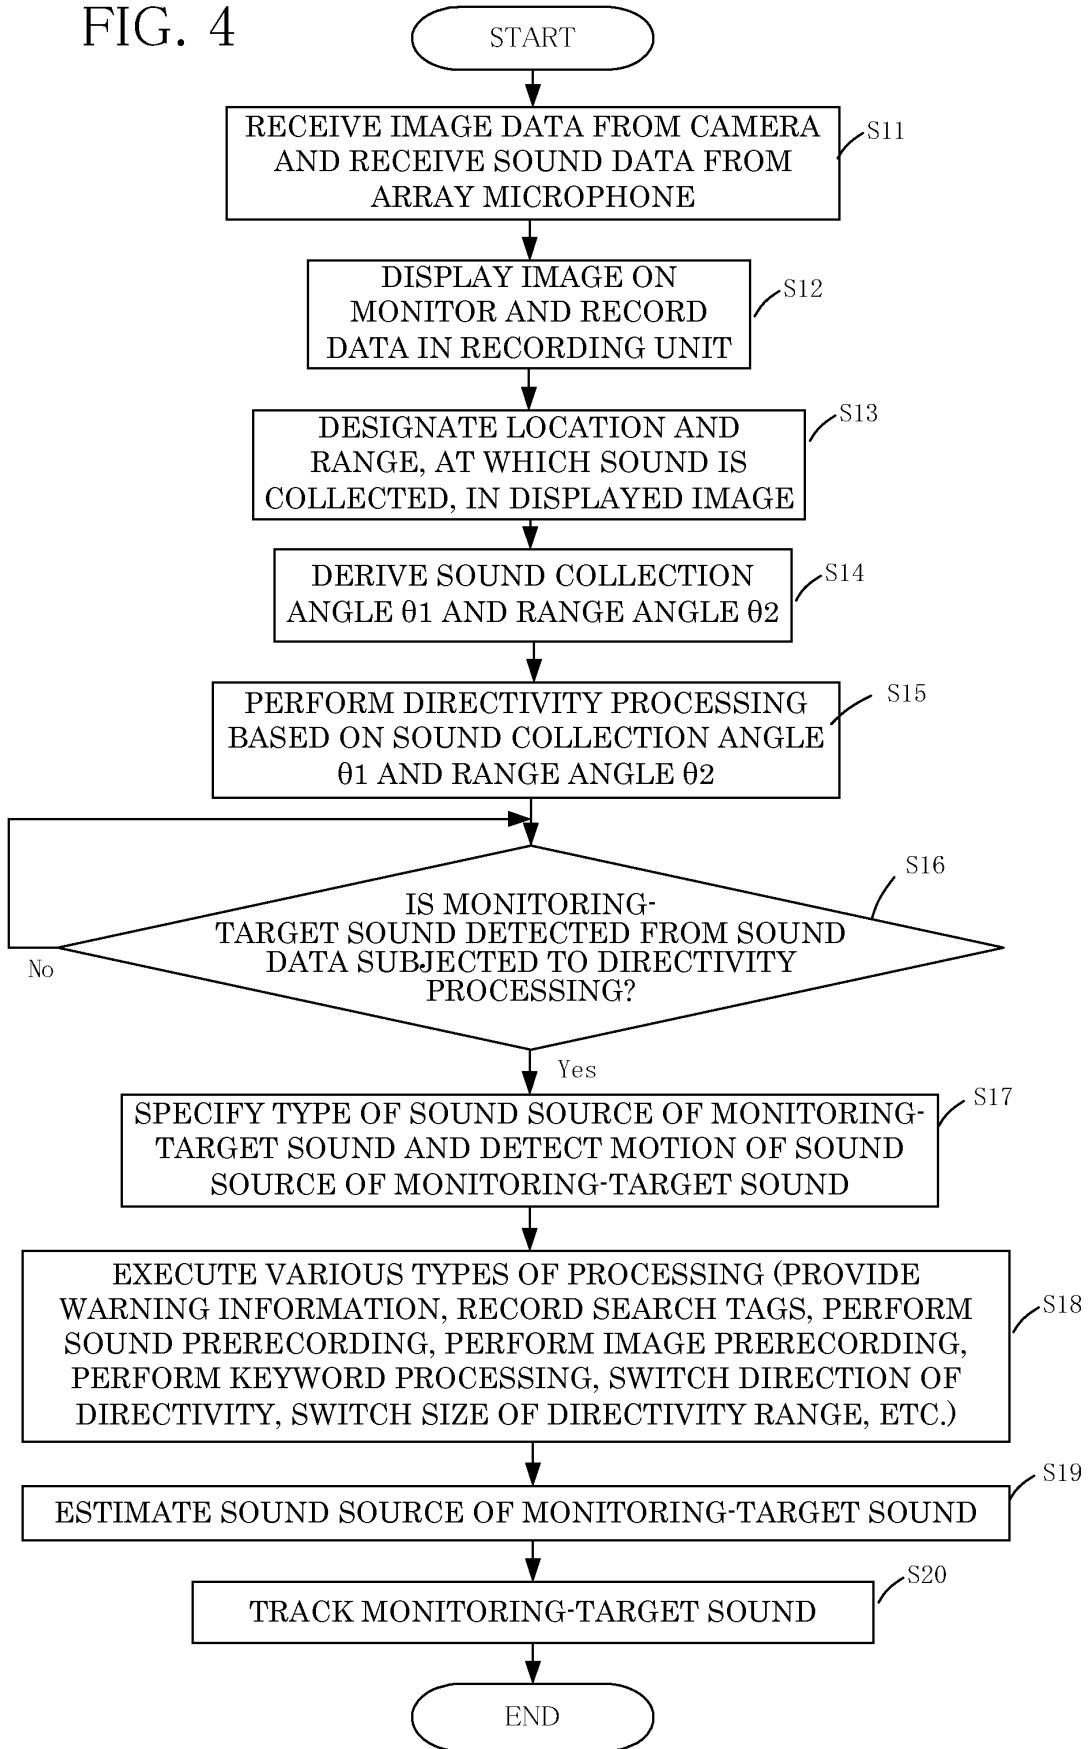 FIG. 4
START
RECEIVE IMAGE DATA FROM CAMERA
AND RECEIVE SOUND DATA FROM
ARRAY MICROPHONE
S11
DISPLAY IMAGE ON
MONITOR AND RECORD
DATA IN RECORDING UNIT
S12
DESIGNATE LOCATION AND
RANGE, AT WHICH SOUND IS
COLLECTED, IN DISPLAYED IMAGE
S13
DERIVE SOUND COLLECTION
ANGLE θ1 AND RANGE ANGLE θ2
S14
PERFORM DIRECTIVITY PROCESSING
BASED ON SOUND COLLECTION ANGLE
θ1 AND RANGE ANGLE θ2
S15
IS MONITORING-
TARGET SOUND DETECTED FROM SOUND
DATA SUBJECTED TO DIRECTIVITY
PROCESSING?
S16
No
Yes
SPECIFY TYPE OF SOUND SOURCE OF MONITORING-
TARGET SOUND AND DETECT MOTION OF SOUND
SOURCE OF MONITORING-TARGET SOUND
S17
EXECUTE VARIOUS TYPES OF PROCESSING (PROVIDE
WARNING INFORMATION, RECORD SEARCH TAGS, PERFORM
SOUND PRERECORDING, PERFORM IMAGE PRERECORDING,
PERFORM KEYWORD PROCESSING, SWITCH DIRECTION OF
DIRECTIVITY, SWITCH SIZE OF DIRECTIVITY RANGE, ETC.)
S18
ESTIMATE SOUND SOURCE OF MONITORING-TARGET SOUND
S19
TRACK MONITORING-TARGET SOUND
S20
END